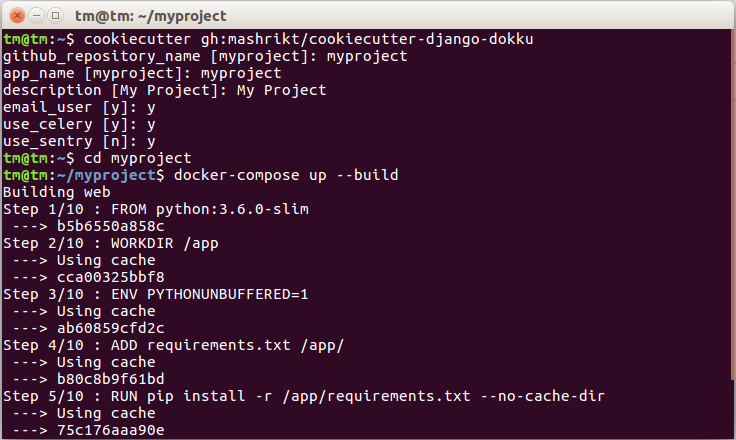 tm@tm: ~/myproject
tm@tm:~$ cookiecutter gh:mashrikt/cookiecutter-django-dokku
github_repository_name [myproject]: myproject
app_name [myproject]: myproject
description [My Project]: My Project
email_user [y]: y
use_celery [y]: y
use_sentry [n]: y
tm@tm:~$ cd myproject
tm@tm:~/myproject$ docker-compose up --build
Building web
Step 1/10 : FROM python:3.6.0-slim
 ---> b5b6550a858c
Step 2/10 : WORKDIR /app
 ---> Using cache
 ---> cca00325bbf8
Step 3/10 : ENV PYTHONUNBUFFERED=1
 ---> Using cache
 ---> ab60859cfd2c
Step 4/10 : ADD requirements.txt /app/
 ---> Using cache
 ---> b80c8b9f61bd
Step 5/10 : RUN pip install -r /app/requirements.txt --no-cache-dir
 ---> Using cache
 ---> 75c176aaa90e